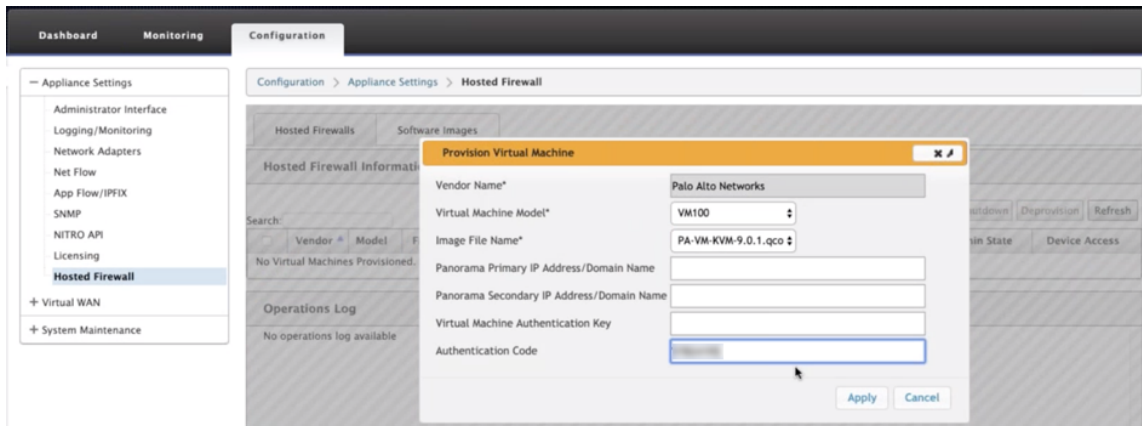 Dashboard Monitoring Configuration
— Appliance Settings
Configuration > Appliance Settings > Hosted Firewall
Administrator Interface
Logging/Monitoring
Network Adapters
Net Flow
App Flow/IPFIX
SNMP
NITRO API
Licensing
Hosted Firewall
+ Virtual WAN
+ System Maintenance
Hosted Firewalls Software Images
Hosted Firewall Informati
Search: utdown Deprovision Refresh
Vendor Model F in State Device Access
No Virtual Machines Provisioned.
Operations Log
No operations log available
Provision Virtual Machine
Vendor Name* Palo Alto Networks
Virtual Machine Model* VM100
Image File Name* PA-VM-KVM-9.0.1.qco
Panorama Primary IP Address/Domain Name
Panorama Secondary IP Address/Domain Name
Virtual Machine Authentication Key
Authentication Code
Apply Cancel